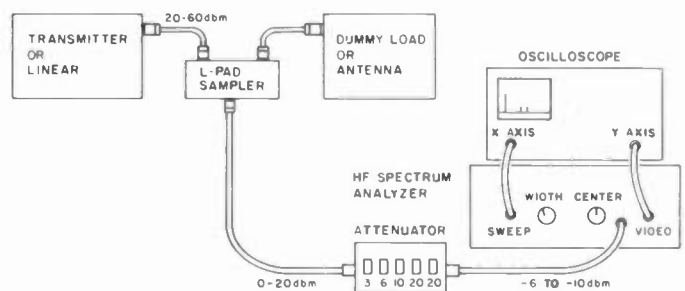 20-60dbm
TRANSMITTER
OR
LINEAR
L-PAD
SAMPLER
DUMMY LOAD
OR
ANTENNA
OSCILLOSCOPE
X AXIS
Y AXIS
HF SPECTRUM
ANALYZER
WIDTH
CENTER
SWEEP
VIDEO
ATTENUATOR
3 6 10 20 20
0-20dbm
-6 TO -10dbm